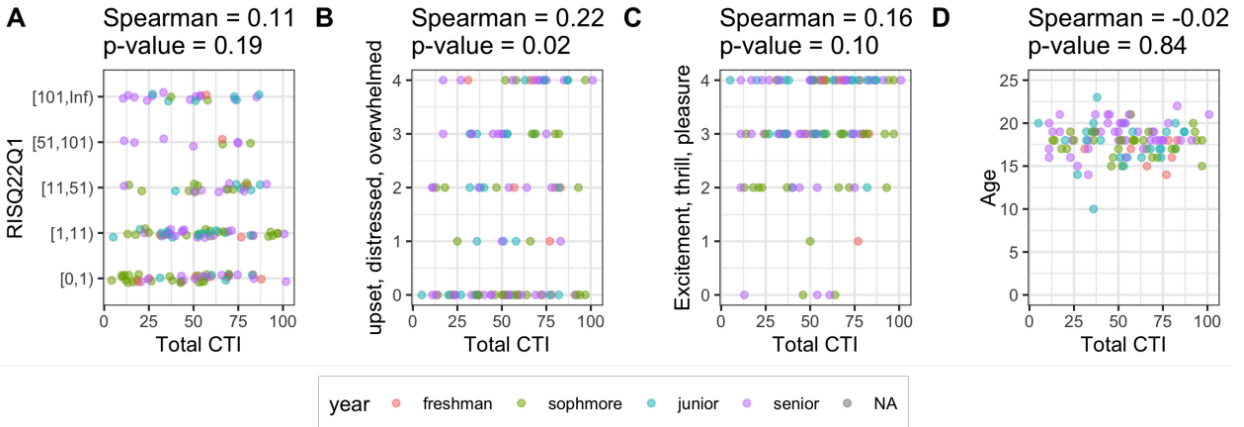 A
Spearman = 0.11
p-value = 0.19
RISQ22Q1
[101,Inf)
[51,101)
[11,51)
[1,11)
[0,1)
0 25 50 75 100
Total CTI
B
Spearman = 0.22
p-value = 0.02
upset, distressed, overwhelmed
4
3
2
1
0
0 25 50 75 100
Total CTI
C
Spearman = 0.16
p-value = 0.10
Excitement, thrill, pleasure
4
3
2
1
0
0 25 50 75 100
Total CTI
D
Spearman = -0.02
p-value = 0.84
Age
25
20
15
10
5
0
0 25 50 75 100
Total CTI
year freshman sophmore junior senior NA